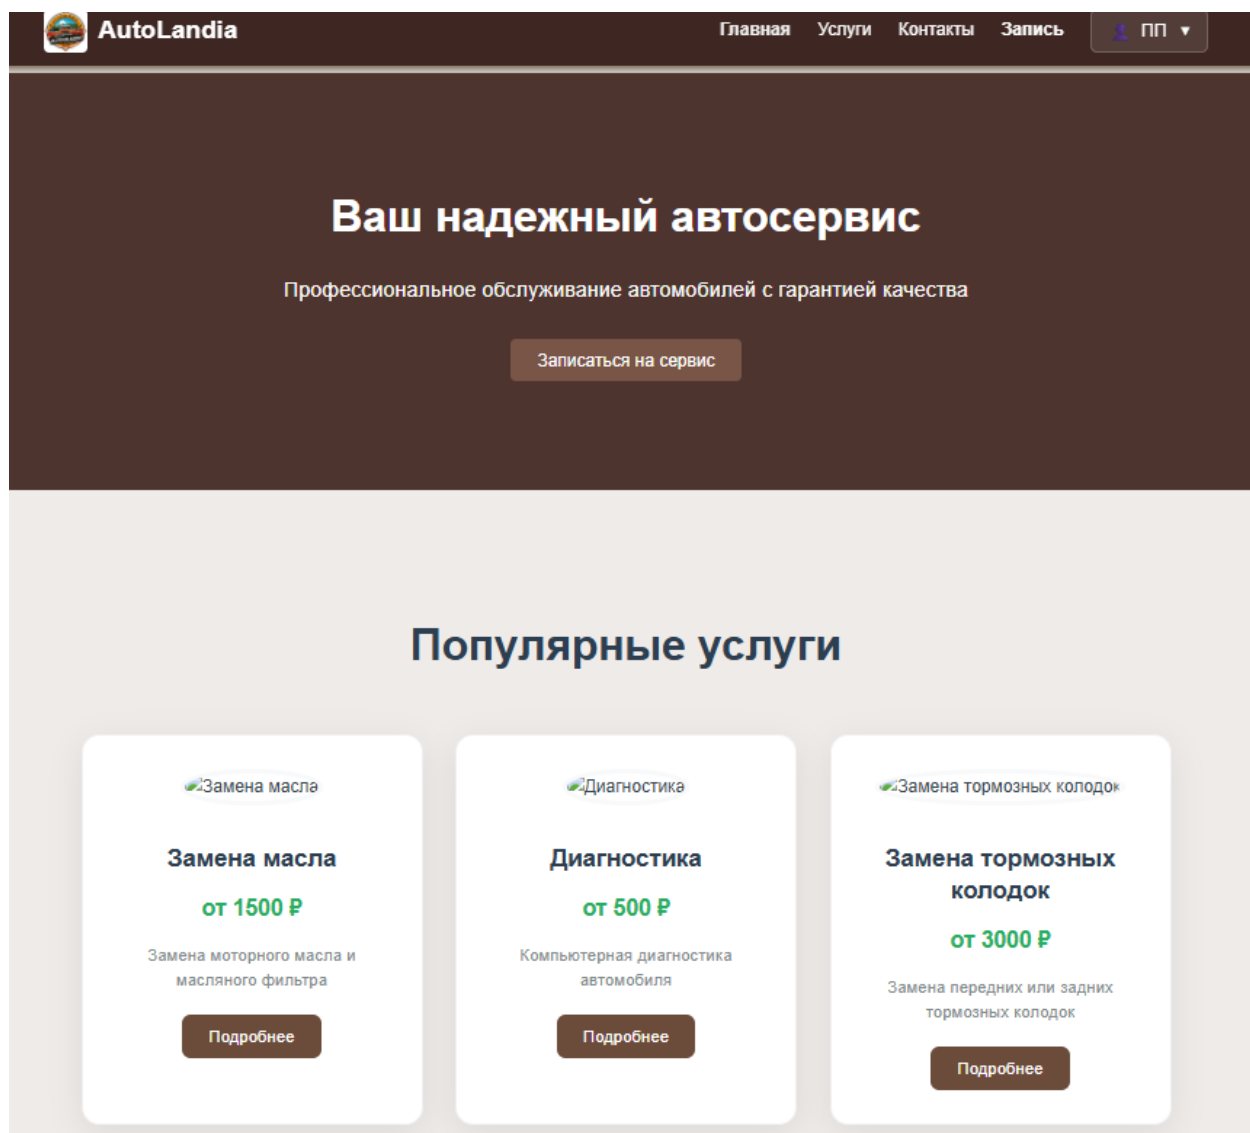 AutoLandia
Главная Услуги Контакты Запись ПП ▼
Ваш надежный автосервис
Профессиональное обслуживание автомобилей с гарантией качества
Записаться на сервис
Популярные услуги
Замена масла
Диагностика
Замена тормозных колодок
Замена масла
от 1500 ₽
Замена моторного масла и
масляного фильтра
Подробнее
Диагностика
от 500 ₽
Компьютерная диагностика
автомобиля
Подробнее
Замена тормозных
колодок
от 3000 ₽
Замена передних или задних
тормозных колодок
Подробнее